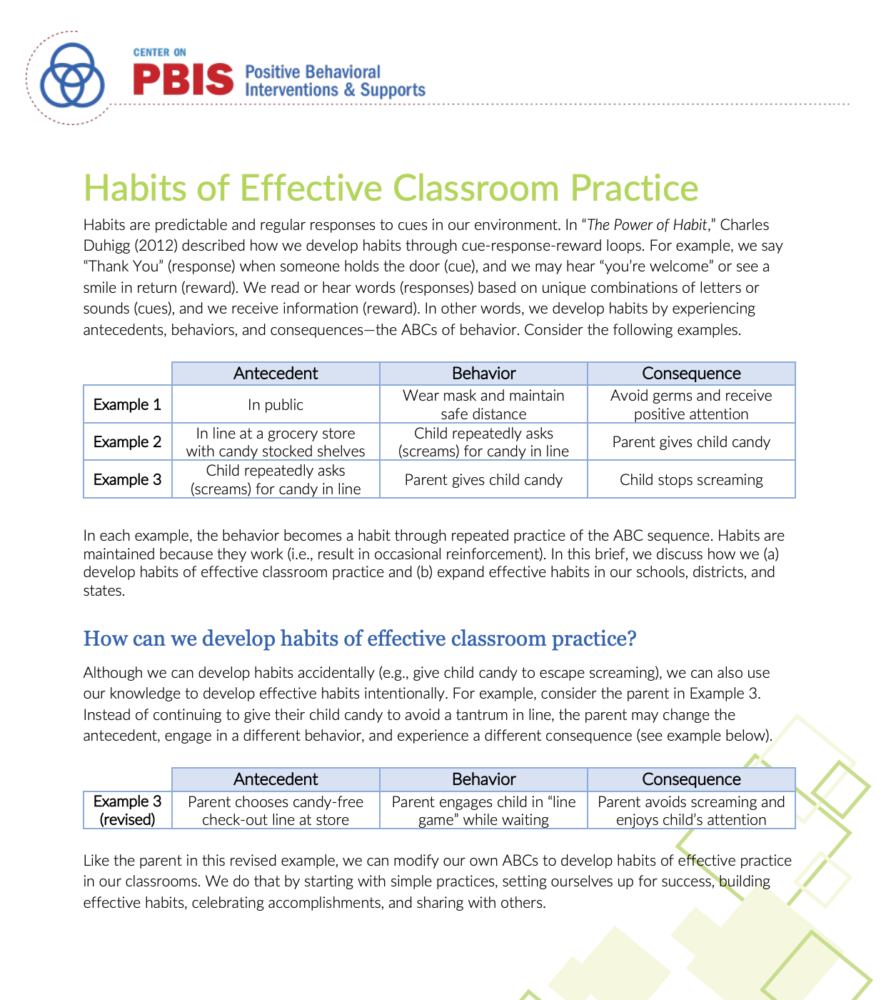 CENTER ON
PBIS
Positive Behavioral
Interventions & Supports
Habits of Effective Classroom Practice
Habits are predictable and regular responses to cues in our environment. In “The Power of Habit,” Charles
Duhigg (2012) described how we develop habits through cue-response-reward loops. For example, we say
“Thank You” (response) when someone holds the door (cue), and we may hear “you’re welcome” or see a
smile in return (reward). We read or hear words (responses) based on unique combinations of letters or
sounds (cues), and we receive information (reward). In other words, we develop habits by experiencing
antecedents, behaviors, and consequences—the ABCs of behavior. Consider the following examples.
Antecedent Behavior Consequence
Example 1
In public
Wear mask and maintain
safe distance
Avoid germs and receive
positive attention
Example 2
In line at a grocery store
with candy stocked shelves
Child repeatedly asks
(screams) for candy in line
Parent gives child candy
Example 3
Child repeatedly asks
(screams) for candy in line
Parent gives child candy
Child stops screaming
In each example, the behavior becomes a habit through repeated practice of the ABC sequence. Habits are
maintained because they work (i.e., result in occasional reinforcement). In this brief, we discuss how we (a)
develop habits of effective classroom practice and (b) expand effective habits in our schools, districts, and
states.
How can we develop habits of effective classroom practice?
Although we can develop habits accidentally (e.g., give child candy to escape screaming), we can also use
our knowledge to develop effective habits intentionally. For example, consider the parent in Example 3.
Instead of continuing to give their child candy to avoid a tantrum in line, the parent may change the
antecedent, engage in a different behavior, and experience a different consequence (see example below).
Antecedent Behavior Consequence
Example 3
(revised)
Parent chooses candy-free
check-out line at store
Parent engages child in “line
game” while waiting
Parent avoids screaming and
enjoys child’s attention
Like the parent in this revised example, we can modify our own ABCs to develop habits of effective practice
in our classrooms. We do that by starting with simple practices, setting ourselves up for success, building
effective habits, celebrating accomplishments, and sharing with others.